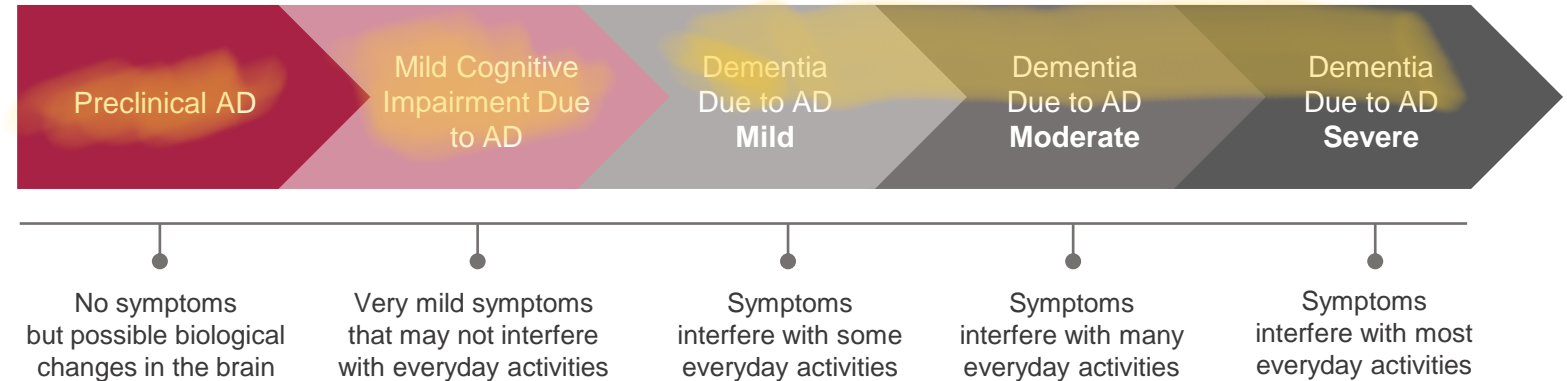 Preclinical AD
Mild Cognitive
Impairment Due
to AD
Dementia
Due to AD
Mild
Dementia
Due to AD
Moderate
Dementia
Due to AD
Severe
No symptoms
but possible biological
changes in the brain
Very mild symptoms
that may not interfere
with everyday activities
Symptoms
interfere with some
everyday activities
Symptoms
interfere with many
everyday activities
Symptoms
interfere with most
everyday activities